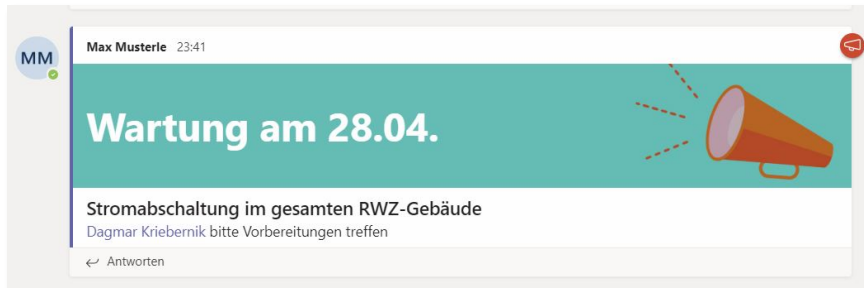 MM
Max Musterle 23:41
Wartung am 28.04.
Stromabschaltung im gesamten RWZ-Gebäude
Dagmar Kriebernik bitte Vorbereitungen treffen
Antworten